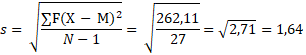 s = √(∑F(X − M)² / (N − 1)) = √(262,11 / 27) = √2,71 = 1,64